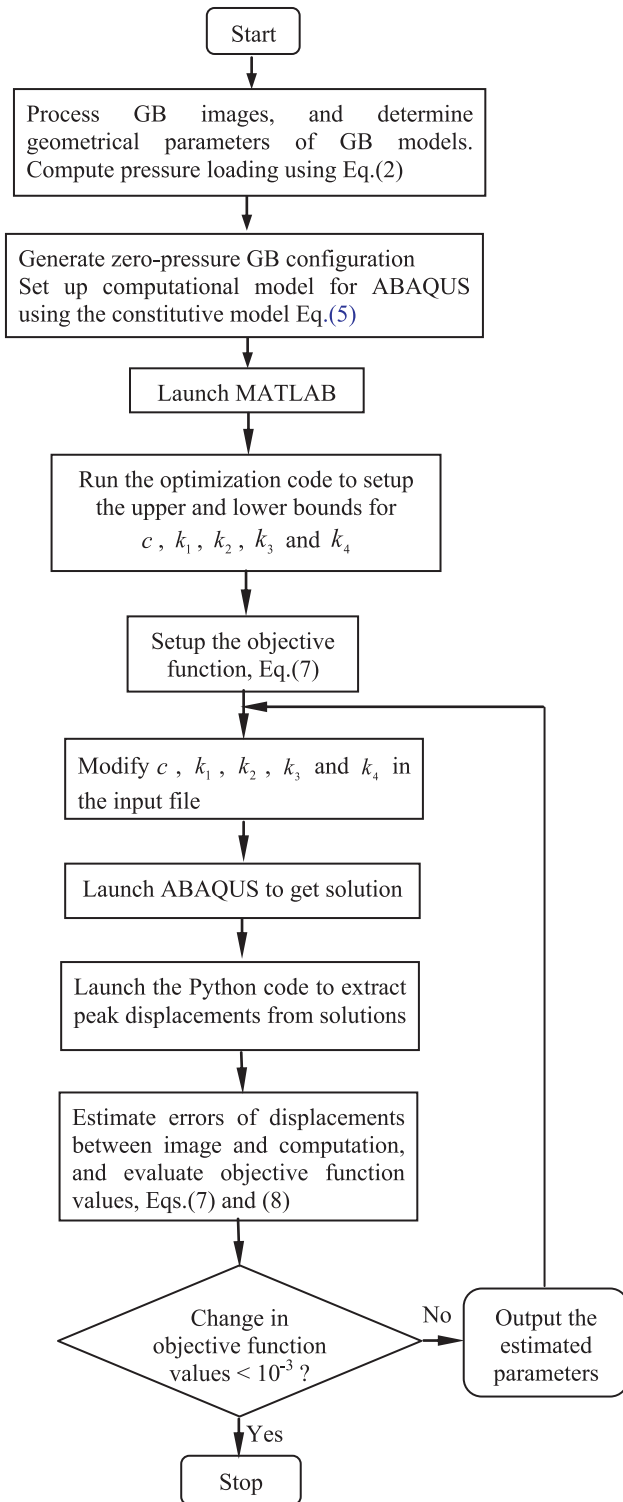 Start
Process GB images, and determine
geometrical parameters of GB models.
Compute pressure loading using Eq.(2)
Generate zero-pressure GB configuration
Set up computational model for ABAQUS
using the constitutive model Eq.(5)
Launch MATLAB
Run the optimization code to setup
the upper and lower bounds for
c , k₁ , k₂ , k₃ and k₄
Setup the objective
function, Eq.(7)
Modify c , k₁ , k₂ , k₃ and k₄ in
the input file
Launch ABAQUS to get solution
Launch the Python code to extract
peak displacements from solutions
Estimate errors of displacements
between image and computation,
and evaluate objective function
values, Eqs.(7) and (8)
Change in
objective function
values < 10⁻³ ?
No
Output the
estimated
parameters
Yes
Stop